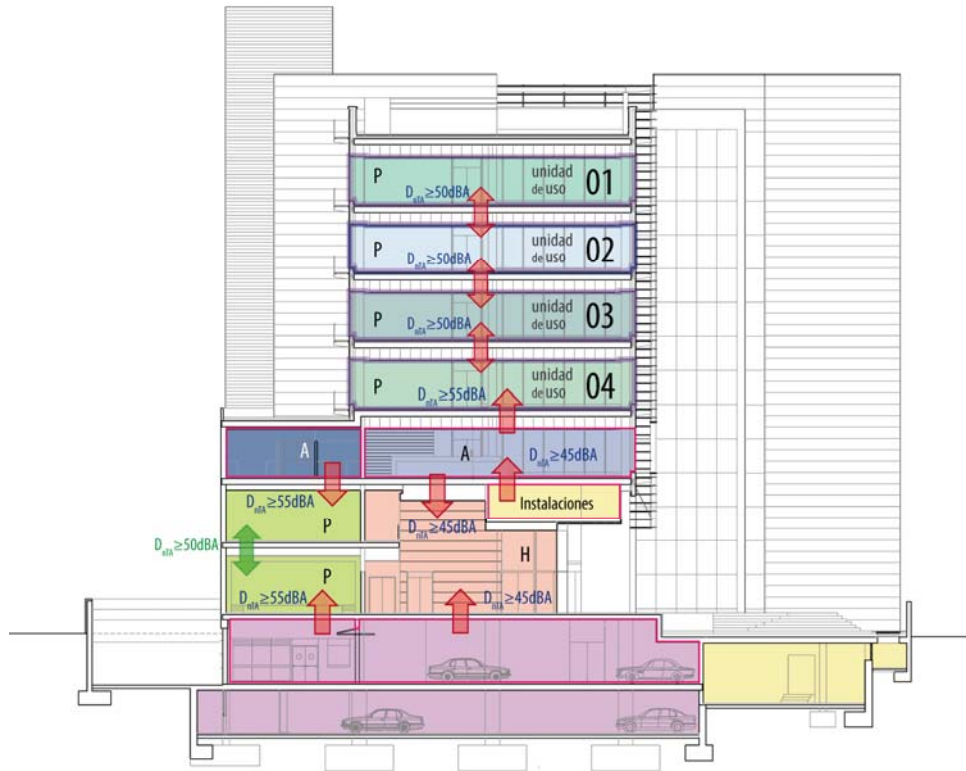 P
unidad
de uso 01
DnTA≥50dBA
P
unidad
de uso 02
DnTA≥50dBA
P
unidad
de uso 03
DnTA≥50dBA
P
unidad
de uso 04
DnTA≥55dBA
A
A
DnTA≥45dBA
DnTA≥55dBA
P
Instalaciones
DnTA≥45dBA
DnTA≥50dBA
H
P
DnTA≥55dBA
DnTA≥45dBA